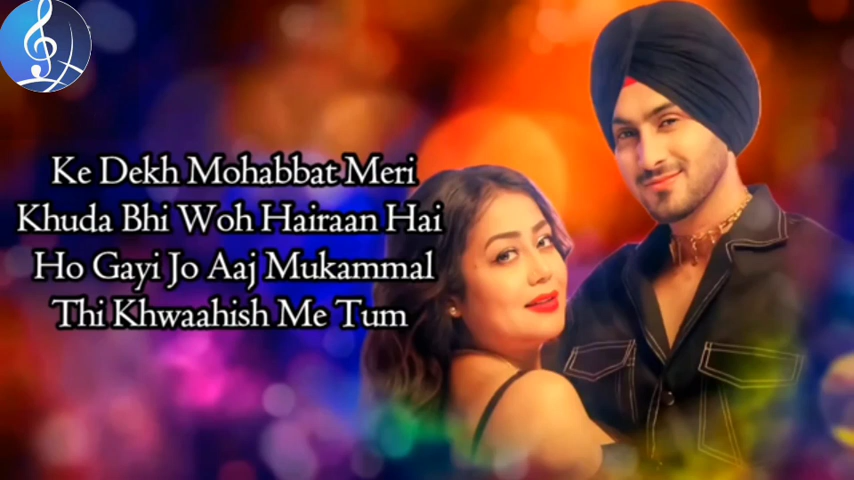 Ke Dekh Mohabbat Meri
Khuda Bhi Woh Hairaan Hai
Ho Gayi Jo Aaj Mukammal
Thi Khwaahish Me Tum